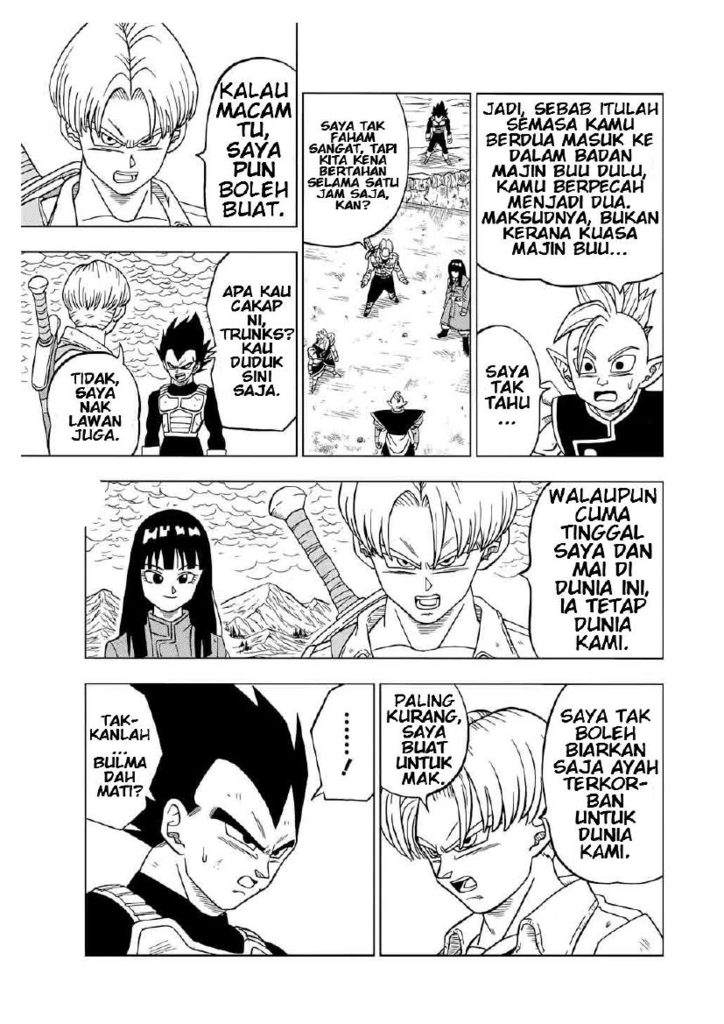 JADI, SEBAB ITULAH
SEMASA KAMU
BERDUA MASUK KE
DALAM BADAN
MAJIN BUU DULU,
KAMU BERPECAH
MENJADI DUA.
MAKSUDNYA, BUKAN
KERANA KUASA
MAJIN BUU...
SAYA
TAK
TAHU
...
SAYA TAK
FAHAM
SANGAT, TAPI
KITA KENA
BERTAHAN
SELAMA SATU
JAM SAJA,
KAN?
KALAU
MACAM
TU,
SAYA
PUN
BOLEH
BUAT.
APA KAU
CAKAP
NI,
TRUNKS?
KAU
DUDUK
SINI
SAJA.
TIDAK,
SAYA
NAK
LAWAN
JUGA.
WALAUPUN
CUMA
TINGGAL
SAYA DAN
MAI DI
DUNIA INI,
IA TETAP
DUNIA
KAMI.
SAYA TAK
BOLEH
BIARKAN
SAJA AYAH
TERKOR-
BAN
UNTUK
DUNIA
KAMI.
PALING
KURANG,
SAYA
BUAT
UNTUK
MAK.
......!
TAK-
KANLAH
...
BULMA
DAH
MATI?